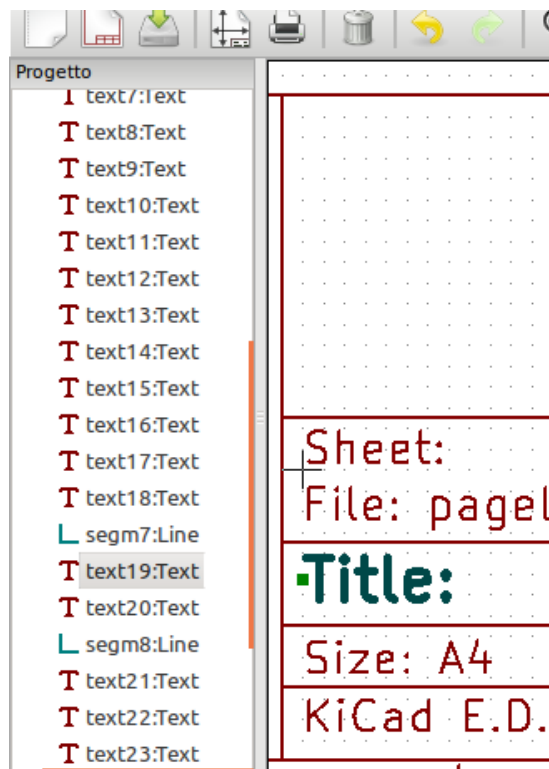 Progetto
text7:Text
text8:Text
text9:Text
text10:Text
text11:Text
text12:Text
text13:Text
text14:Text
text15:Text
text16:Text
text17:Text
text18:Text
segm7:Line
text19:Text
text20:Text
segm8:Line
text21:Text
text22:Text
text23:Text
Sheet:
File: pagel
Title:
Size: A4
KiCad E.D.